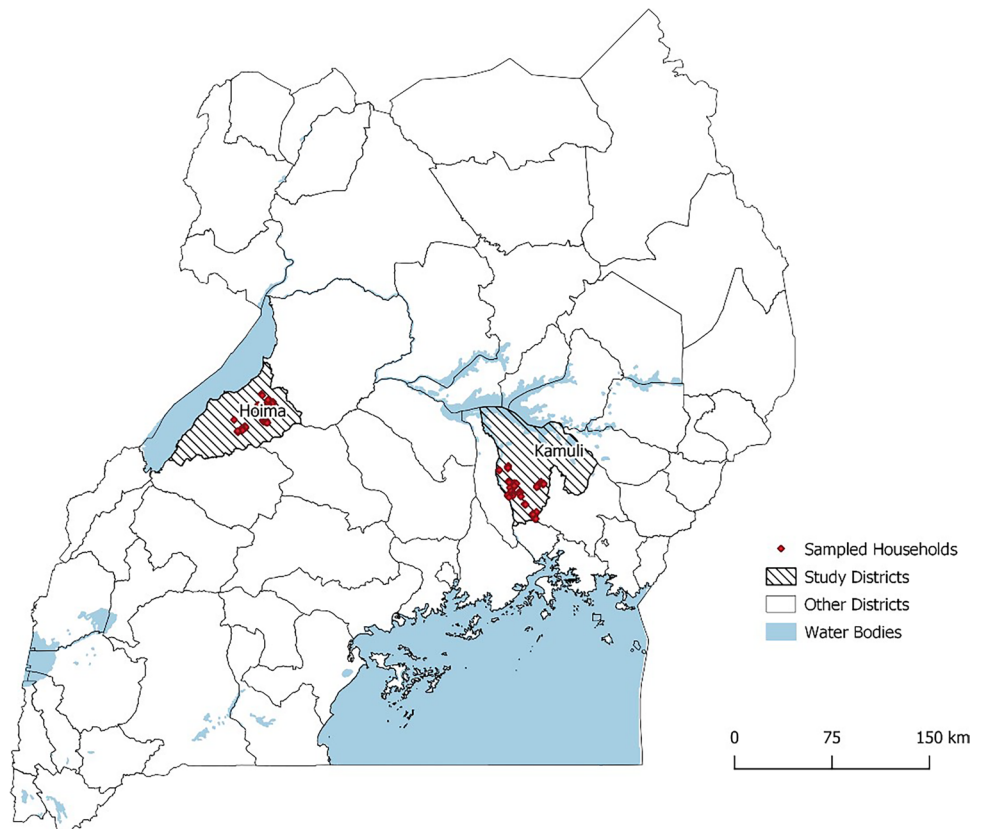 Hoima
Kamuli
Sampled Households
Study Districts
Other Districts
Water Bodies
0 75 150 km